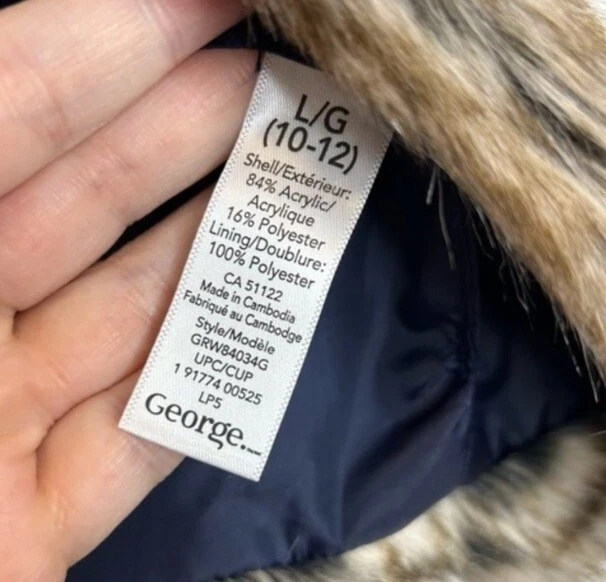 L/G
(10-12)
Shell/Extérieur:
84% Acrylic/
Acrylique
16% Polyester
Lining/Doublure:
100% Polyester
CA 51122
Made in Cambodia
Fabriqué au Cambodge
Style/Modèle
GRW84034G
UPC/CUP
1 91774 00525
LP5
George.